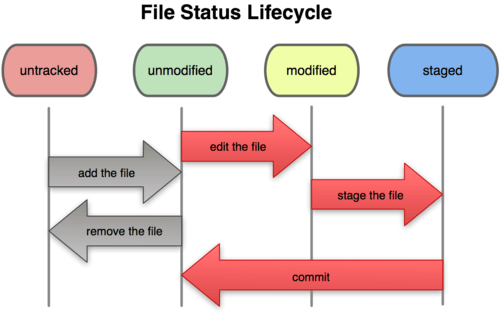 File Status Lifecycle
untracked
unmodified
modified
staged
edit the file
add the file
stage the file
remove the file
commit